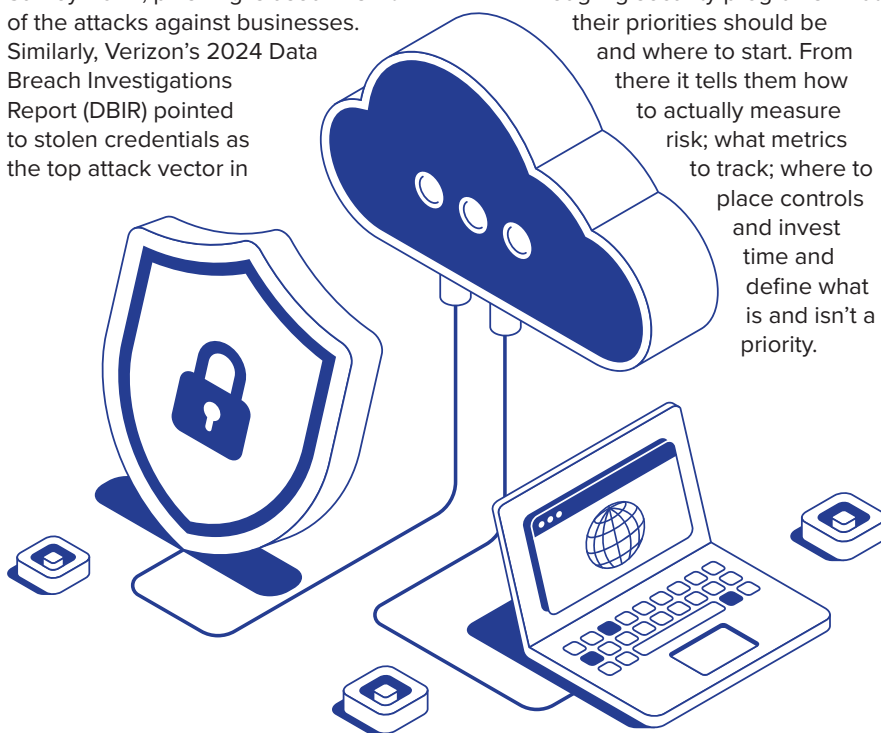 of the attacks against businesses.
Similarly, Verizon’s 2024 Data
Breach Investigations
Report (DBIR) pointed
to stolen credentials as
the top attack vector in
their priorities should be
and where to start. From
there it tells them how
to actually measure
risk; what metrics
to track; where to
place controls
and invest
time and
define what
is and isn’t a
priority.